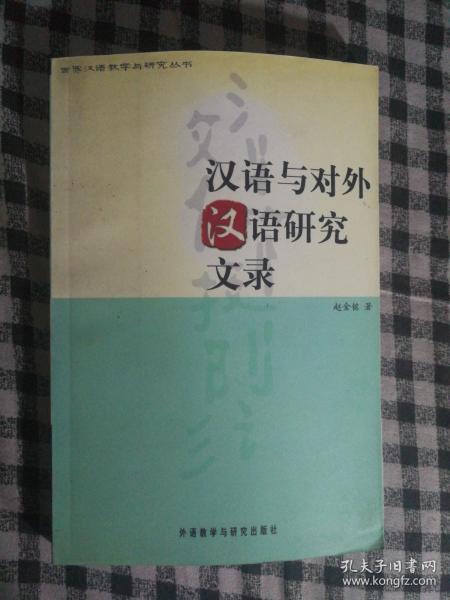 世界汉语教学与研究丛书
汉语与对外
汉语研究
文录
赵金铭 著
外语教学与研究出版社
孔夫子旧书网
www.kongfz.com